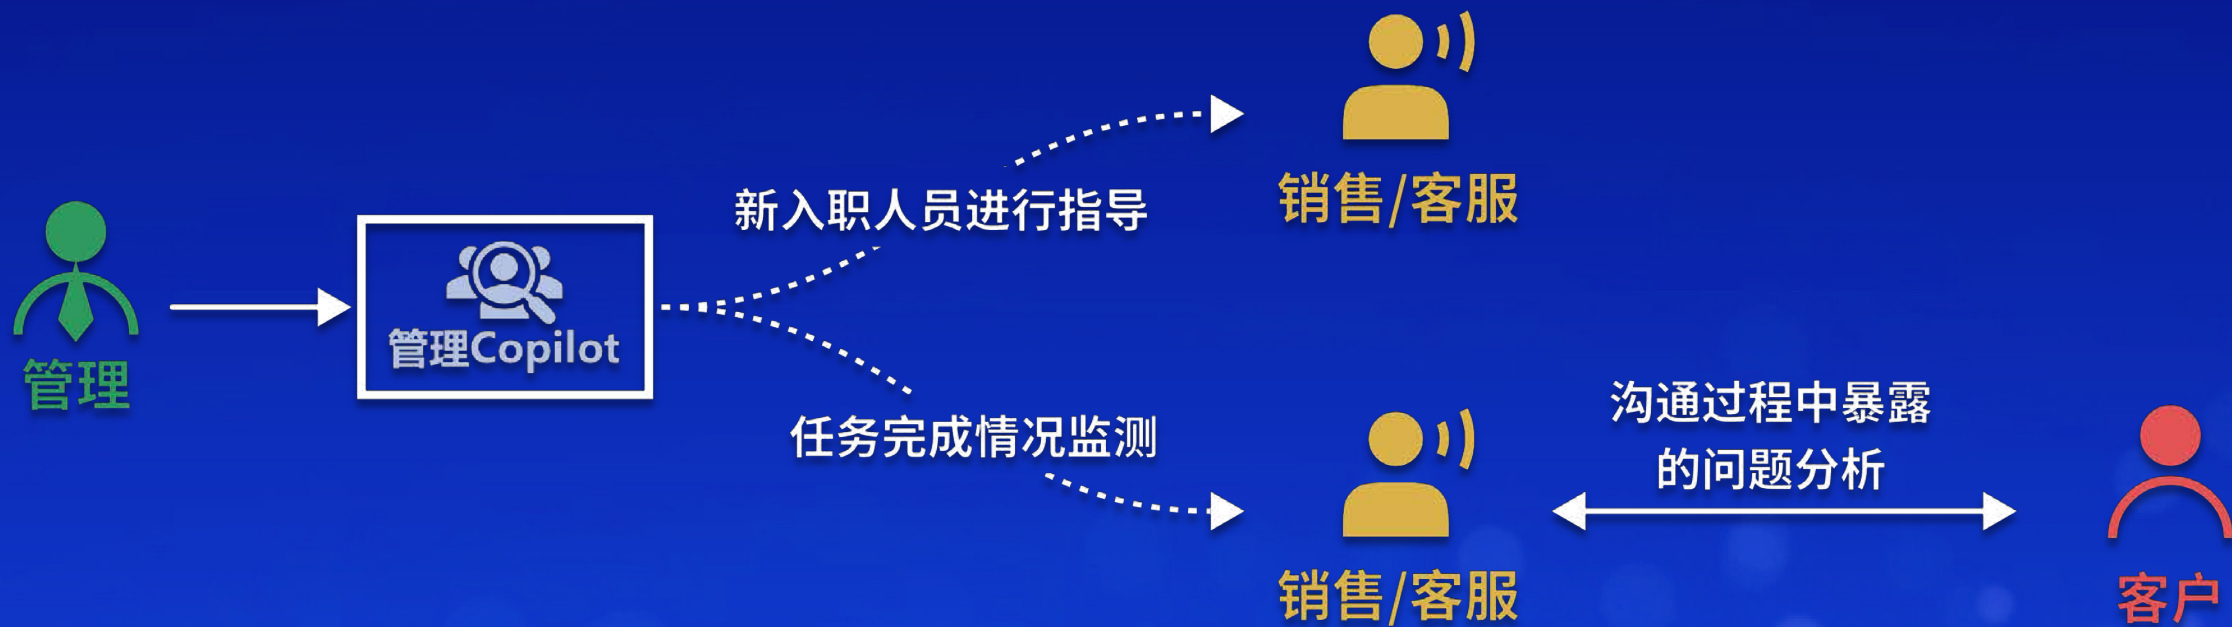 销售/客服
新入职人员进行指导
管理Copilot
管理
任务完成情况监测
沟通过程中暴露
的问题分析
销售/客服
客户